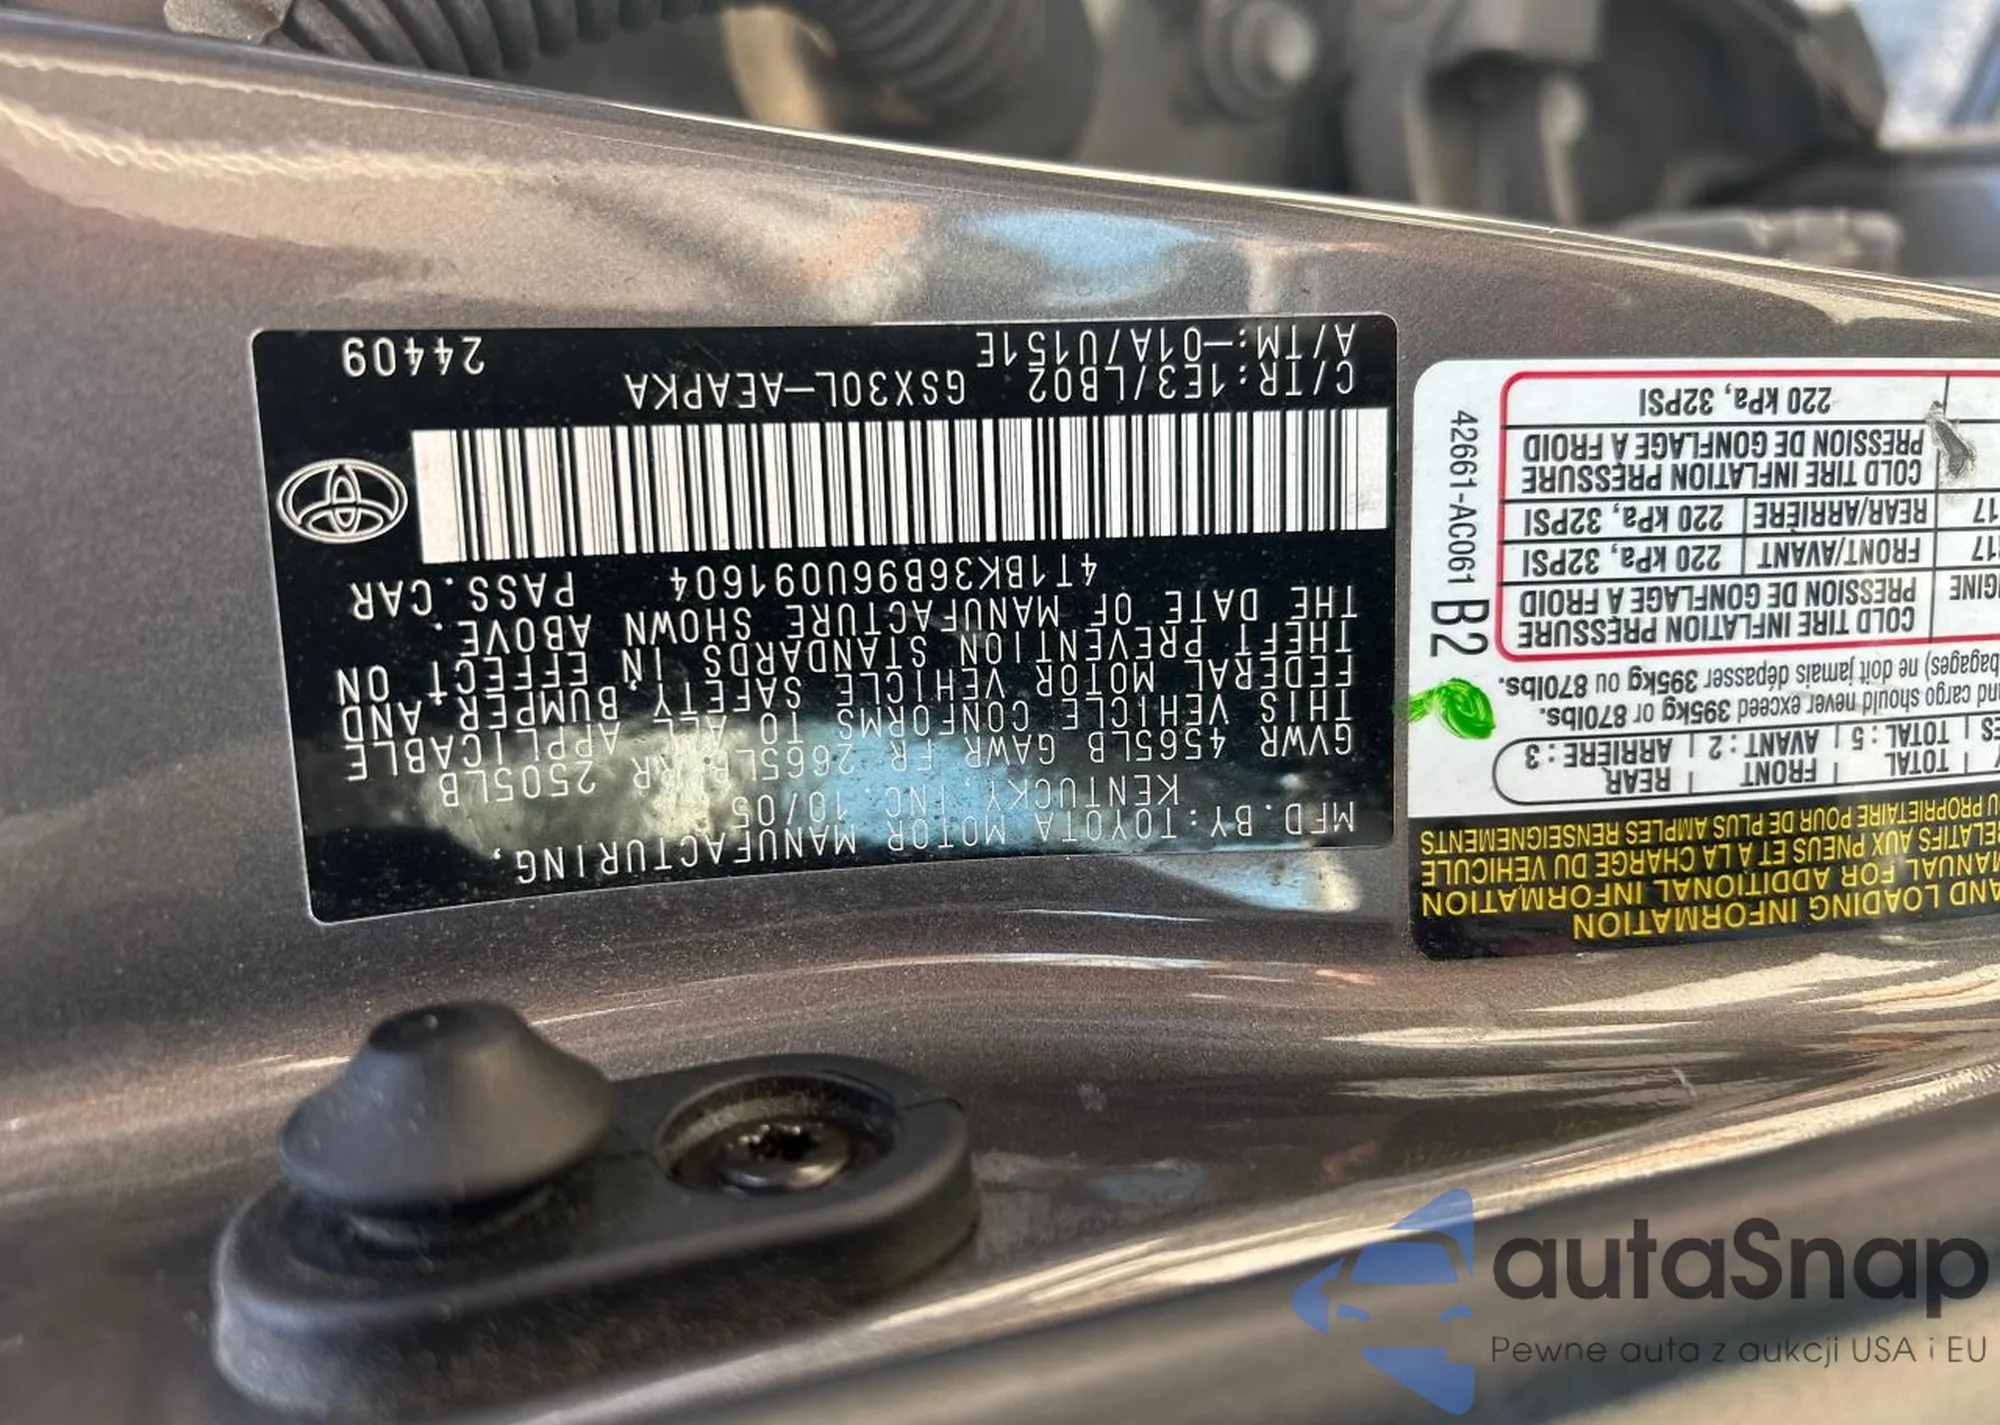 MFD.BY:TOYOTA MOTOR MANUFACTURING,
KENTUCKY,INC.10/05
GVWR 4565LB GAWR FR 2665LB RR 2505LB
THIS VEHICLE CONFORMS TO ALL APPLICABLE
FEDERAL MOTOR VEHICLE SAFETY, BUMPER, AND
THEFT PREVENTION STANDARDS IN EFFECT ON
THE DATE OF MANUFACTURE SHOWN ABOVE.
4T1BK36B96U091604 PASS.CAR
C/TR:1E3/LB02 GSX30L-AEAPKA
A/TM:-01A/U151E 24409
AND LOADING INFORMATION
MANUAL FOR ADDITIONAL INFORMATION
RELATIFS AUX PNEUS ET A LA CHARGE DU VÉHICULE
PROPRIETAIRE POUR DE PLUS AMPLES RENSEIGNEMENTS
TOTAL FRONT REAR
TOTAL : 5 AVANT : 2 ARRIÈRE : 3
and cargo should never exceed 395kg or 870lbs.
bagages) ne doit jamais dépasser 395kg ou 870lbs.
COLD TIRE INFLATION PRESSURE
PRESSION DE GONFLAGE A FROID
FRONT/AVANT 220 kPa, 32PSI
REAR/ARRIÈRE 220 kPa, 32PSI
COLD TIRE INFLATION PRESSURE
PRESSION DE GONFLAGE A FROID
220 kPa, 32PSI
42661-AC061 B2
autaSnap
Pewne auta z aukcji USA i EU